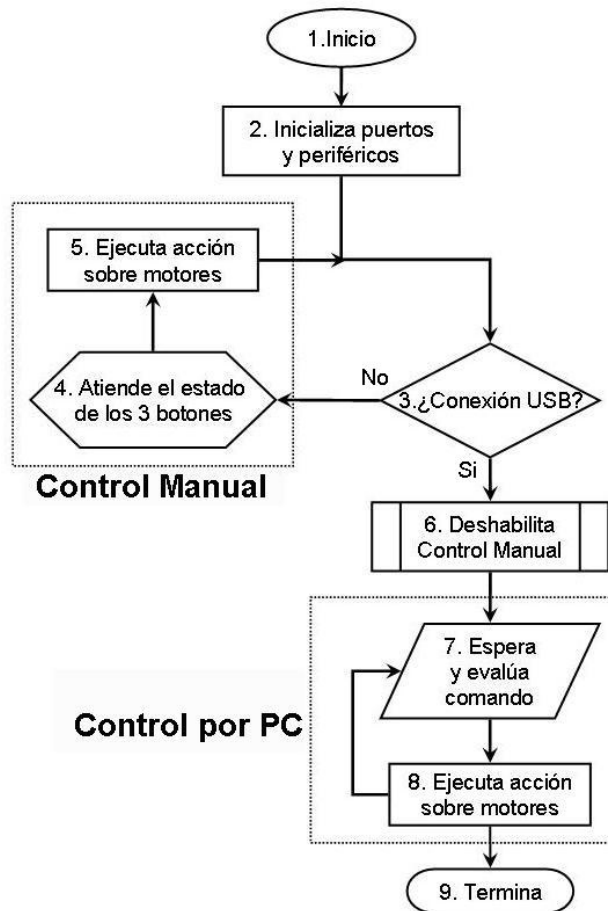 1.Inicio
2. Inicializa puertos
y periféricos
5. Ejecuta acción
sobre motores
No
3.¿Conexión USB?
4. Atiende el estado
de los 3 botones
Si
Control Manual
6. Deshabilita
Control Manual
7. Espera
y evalúa
comando
Control por PC
8. Ejecuta acción
sobre motores
9. Termina